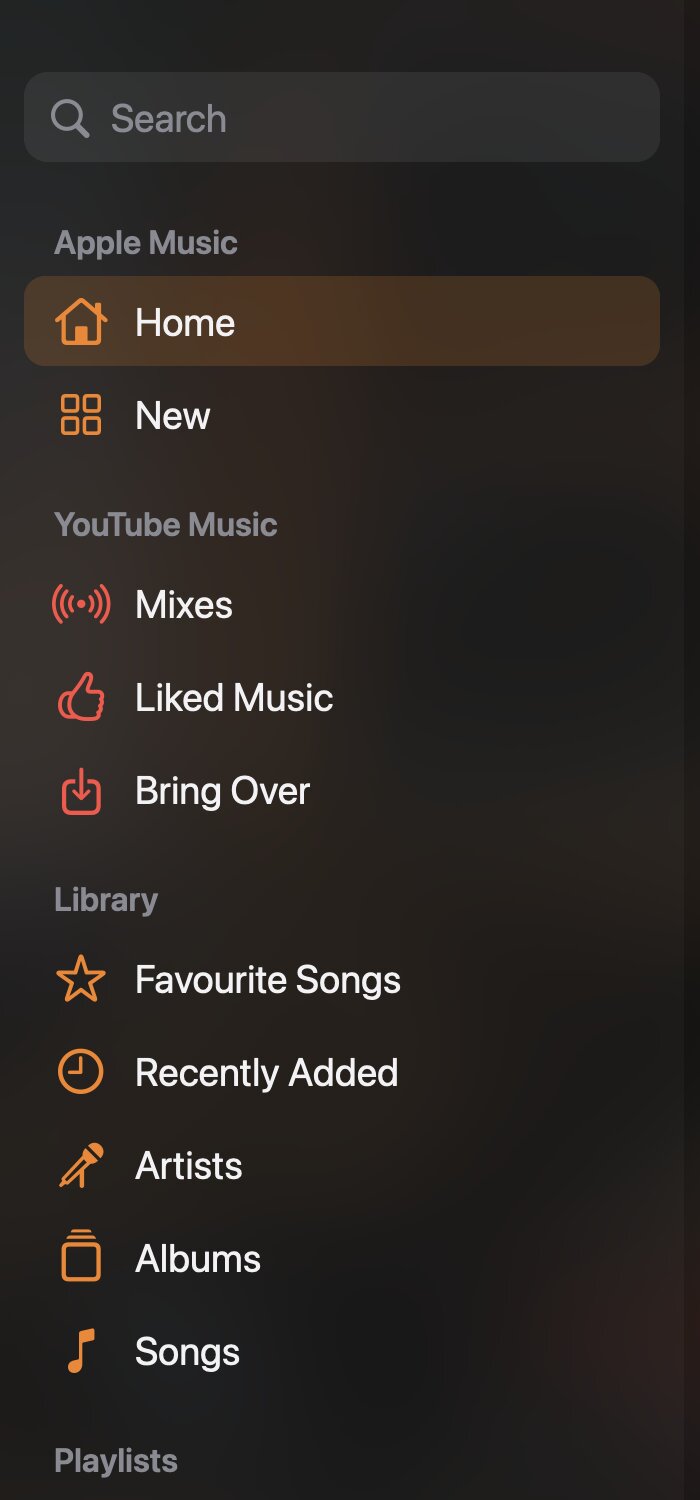 Search
Apple Music
Home
New
YouTube Music
Mixes
Liked Music
Bring Over
Library
Favourite Songs
Recently Added
Artists
Albums
Songs
Playlists